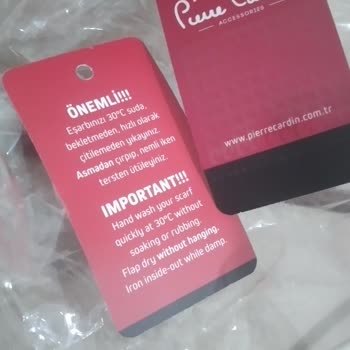 ÖNEMLİ!!!
Eşarbınızı 30°C suda,
bekletmeden, hızlı olarak
çitilemeden yıkayınız.
Asmadan çırpıp, nemli iken
tersten ütüleyiniz.
IMPORTANT!!!
Hand wash your scarf
quickly at 30°C without
soaking or rubbing.
Flap dry without hanging.
Iron inside-out while damp.
Pierre
ACCESSORIES
www.pierrecardin.com.tr